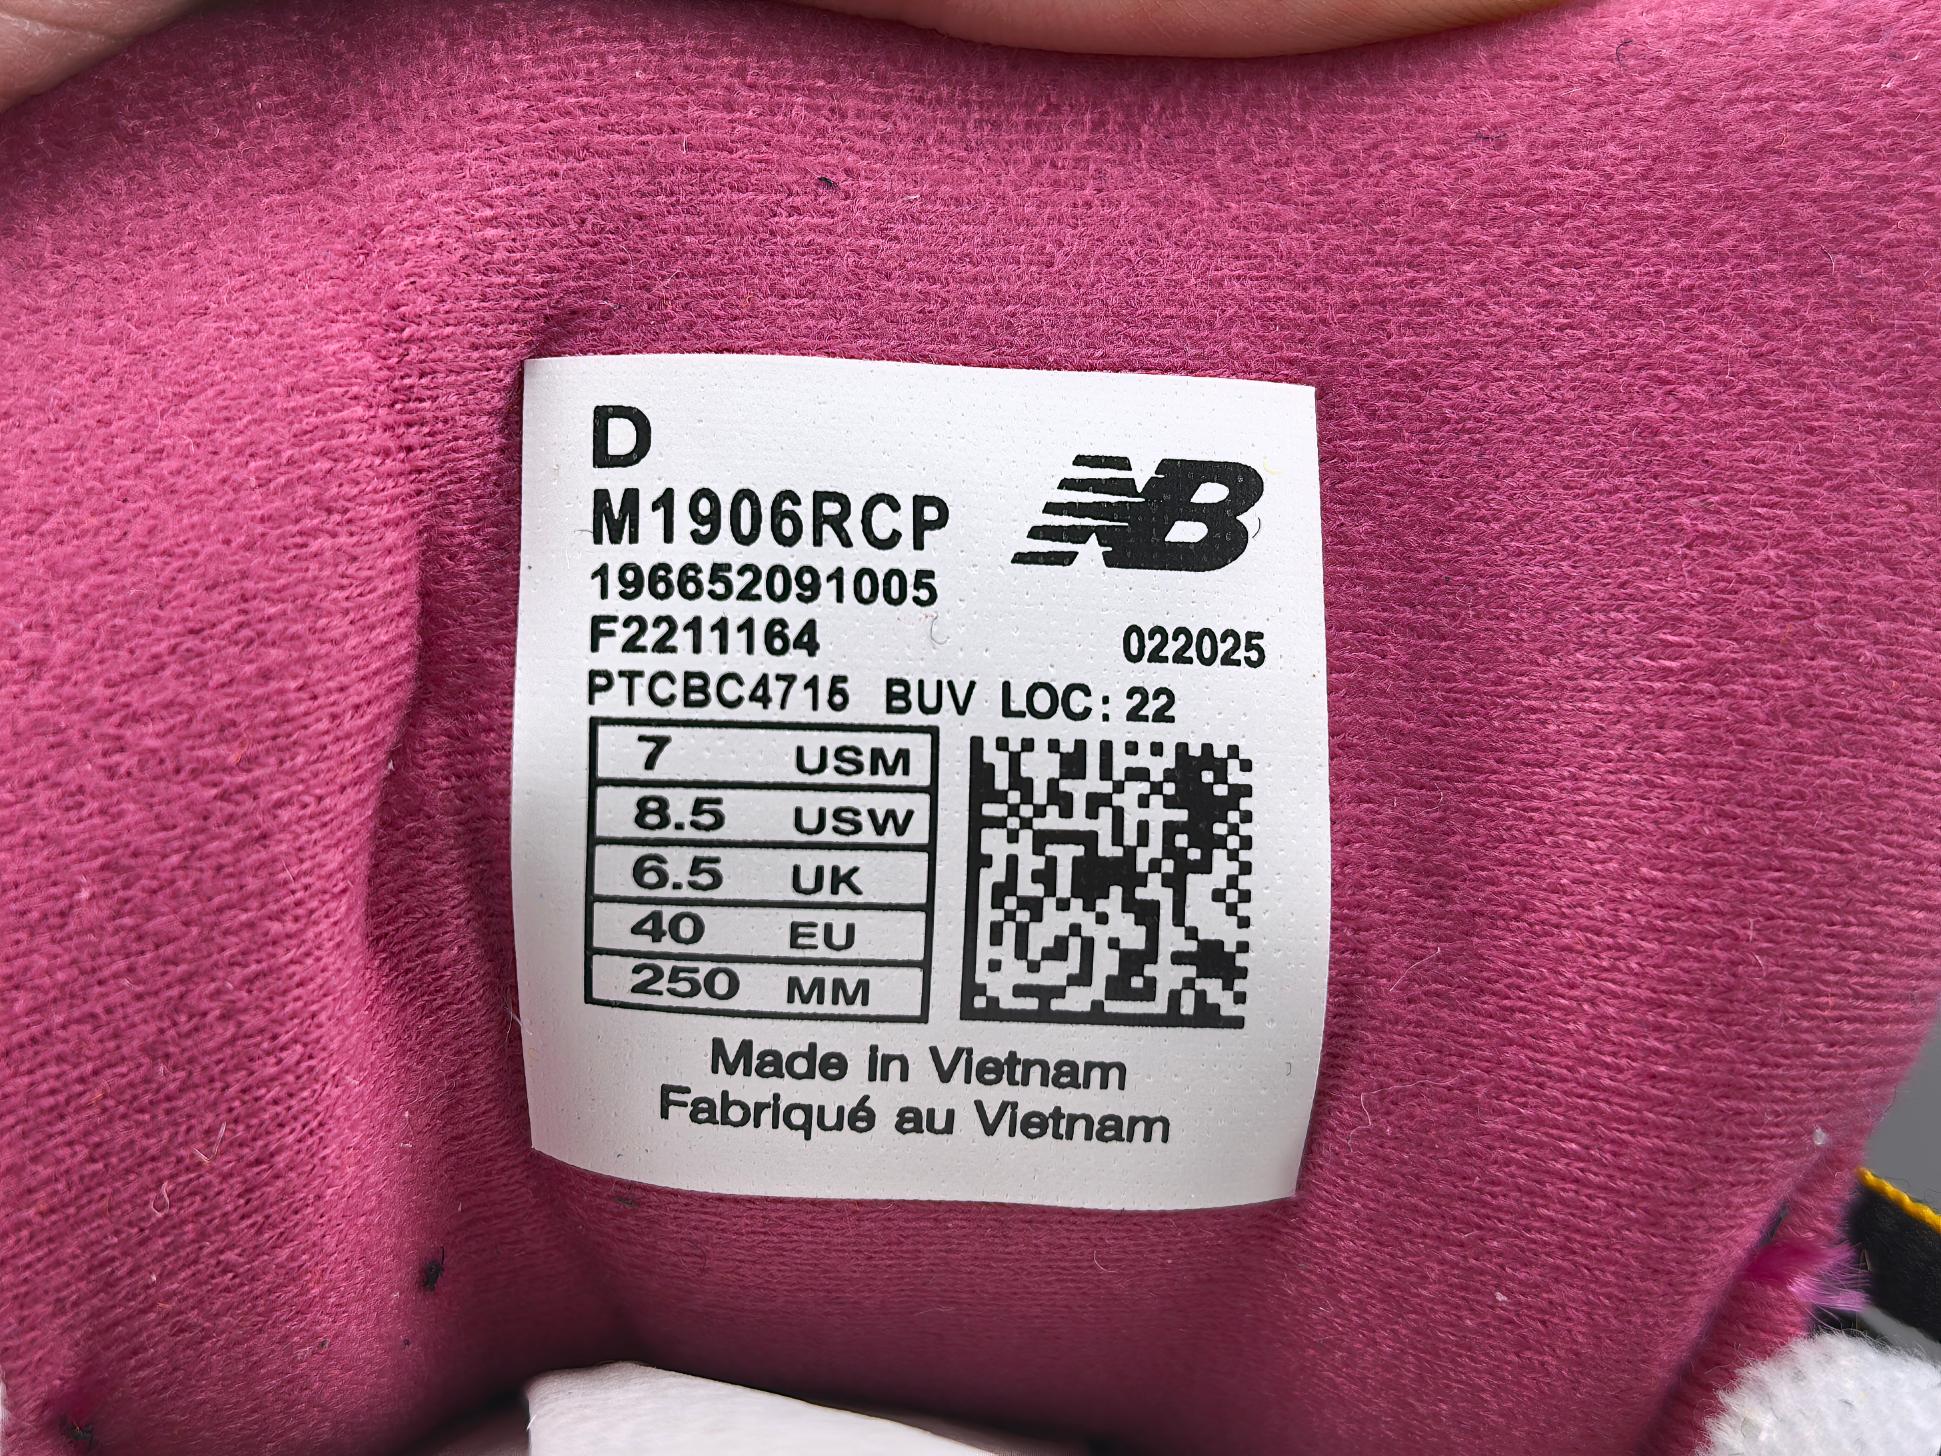 D
M1906RCP
NB
196652091005
F2211164 022025
PTCBC4715 BUV LOC: 22
7 USM
8.5 USW
6.5 UK
40 EU
250 MM
Made in Vietnam
Fabriqué au Vietnam